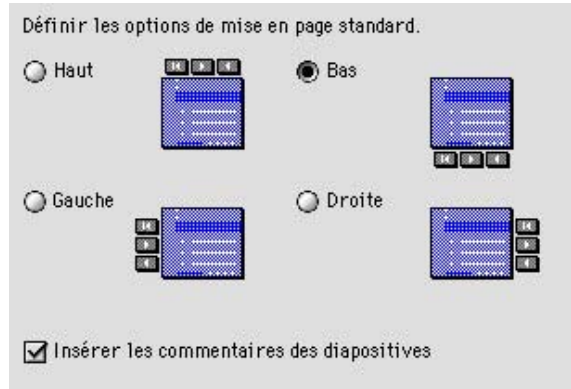 Définir les options de mise en page standard.
Haut
Bas
Gauche
Droite
Insérer les commentaires des diapositives